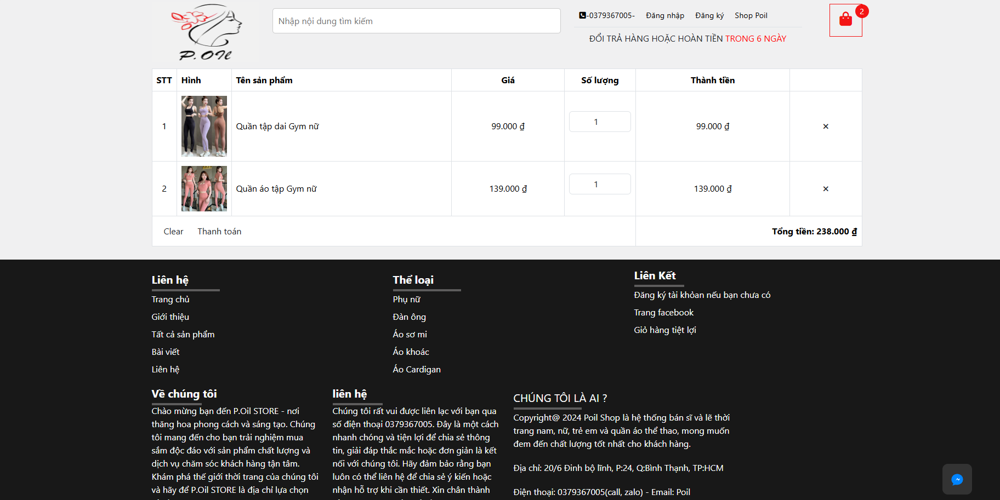 P.OIL
Nhập nội dung tìm kiếm
-0379367005- Đăng nhập Đăng ký Shop Poil
ĐỔI TRẢ HÀNG HOẶC HOÀN TIỀN TRONG 6 NGÀY
2
STT Hình Tên sản phẩm Giá Số lượng Thành tiền
1 Quần tập dai Gym nữ 99.000 ₫ 1 99.000 ₫ ×
2 Quần áo tập Gym nữ 139.000 ₫ 1 139.000 ₫ ×
Clear Thanh toán Tổng tiền: 238.000 ₫
Liên hệ
Trang chủ
Giới thiệu
Tất cả sản phẩm
Bài viết
Liên hệ
Thể loại
Phụ nữ
Đàn ông
Áo sơ mi
Áo khoác
Áo Cardigan
Liên Kết
Đăng ký tài khỏan nếu bạn chưa có
Trang facebook
Giỏ hàng tiệt lợi
Về chúng tôi
Chào mừng bạn đến P.Oil STORE - nơi
thăng hoa phong cách và sáng tạo. Chúng
tôi mang đến cho bạn trải nghiệm mua
sắm độc đáo với sản phẩm chất lượng và
dịch vụ chăm sóc khách hàng tận tâm.
Khám phá thế giới thời trang của chúng tôi
và hãy để P.Oil STORE là địa chỉ lựa chọn
liên hệ
Chúng tôi rất vui được liên lạc với bạn qua
số điện thoại 0379367005. Đây là một cách
nhanh chóng và tiện lợi để chia sẻ thông
tin, giải đáp thắc mắc hoặc đơn giản là kết
nối với chúng tôi. Hãy đảm bảo rằng bạn
luôn có thể liên hệ để chia sẻ ý kiến hoặc
nhận hỗ trợ khi cần thiết. Xin chân thành
CHÚNG TÔI LÀ AI ?
Copyright@ 2024 Poil Shop là hệ thống bán sĩ và lẽ thời
trang nam, nữ, trẻ em và quần áo thể thao, mong muốn
đem đến chất lượng tốt nhất cho khách hàng.
Địa chỉ: 20/6 Đinh bộ lĩnh, P:24, Q:Bình Thạnh, TP:HCM
Điện thoại: 0379367005(call, zalo) - Email: Poil